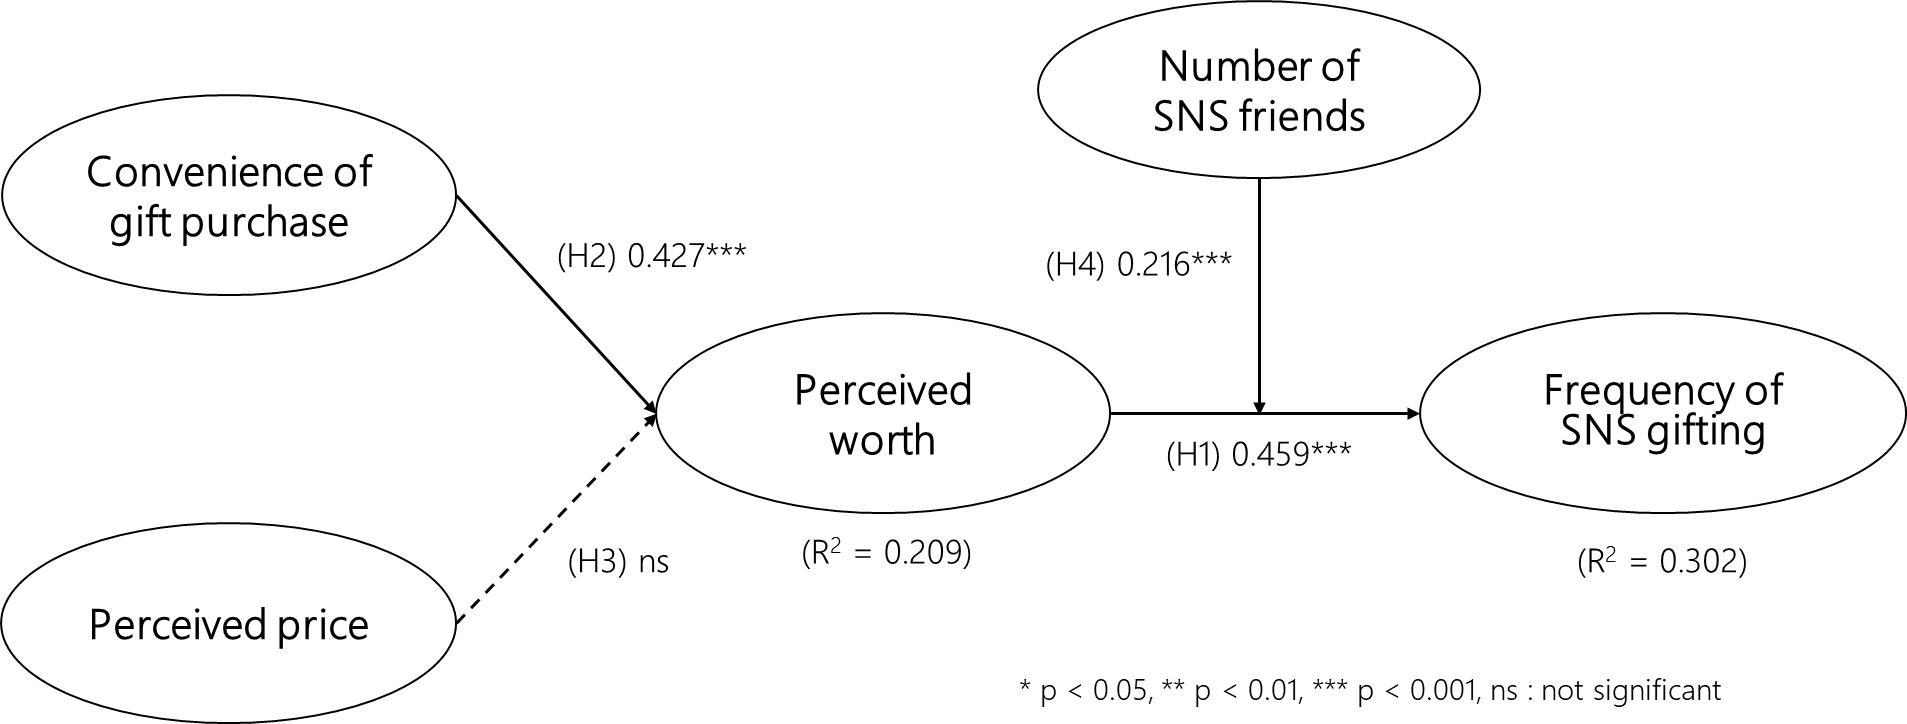 Number of
SNS friends
Convenience of
gift purchase
(H2) 0.427***
(H4) 0.216***
Perceived
worth
Frequency of
SNS gifting
(H1) 0.459***
(R² = 0.209)
(R² = 0.302)
(H3) ns
Perceived price
* p < 0.05, ** p < 0.01, *** p < 0.001, ns : not significant